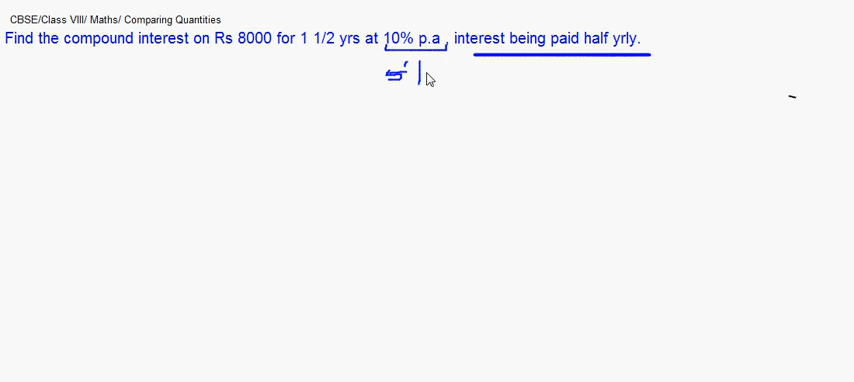 CBSE/Class VIII/ Maths/ Comparing Quantities
Find the compound interest on Rs 8000 for 1 1/2 yrs at 10% p.a , interest being paid half yrly.